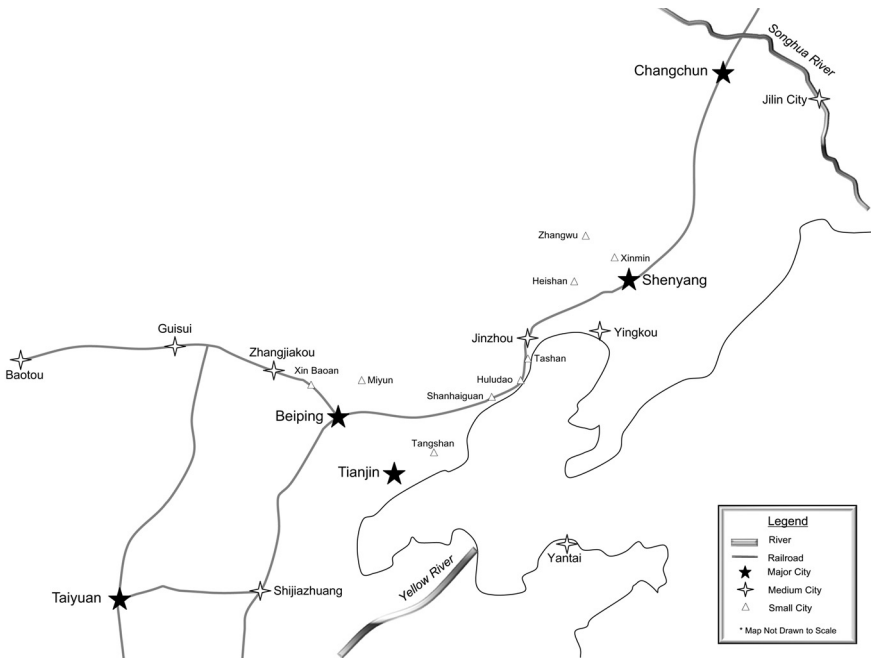 Songhua River
Changchun
Jilin City
Zhangwu
Xinmin
Heishan
Shenyang
Guisui
Jinzhou
Yingkou
Zhangjiakou
Tashan
Baotou
Xin Baoan
Miyun
Huludao
Shanhaiguan
Beiping
Tangshan
Tianjin
Legend
River
Railroad
Major City
Medium City
Small City
* Map Not Drawn to Scale
Yantai
Yellow River
Taiyuan
Shijiazhuang